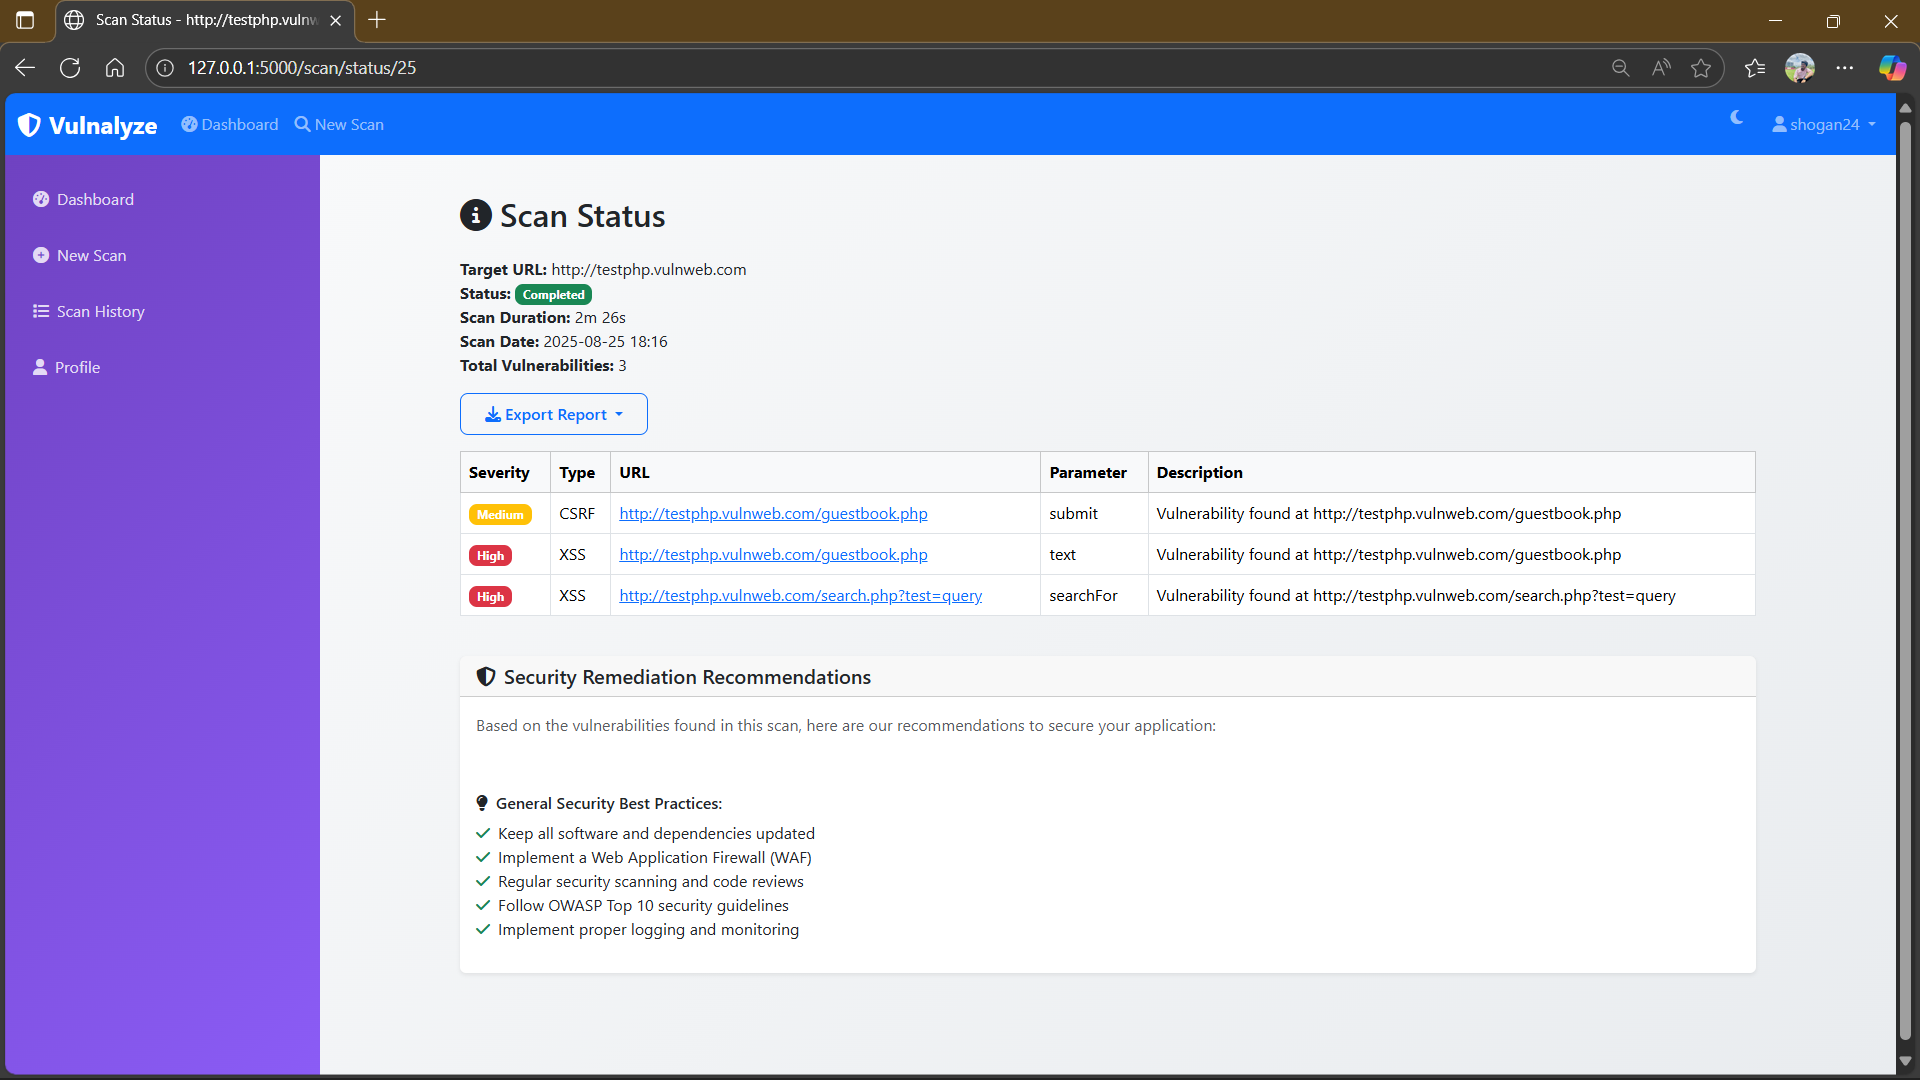 Scan Status - http://testphp.vulnw
127.0.0.1:5000/scan/status/25
Vulnalyze Dashboard New Scan shogan24
Dashboard
New Scan
Scan History
Profile
Scan Status
Target URL: http://testphp.vulnweb.com
Status: Completed
Scan Duration: 2m 26s
Scan Date: 2025-08-25 18:16
Total Vulnerabilities: 3
Export Report
Severity Type URL Parameter Description
Medium CSRF http://testphp.vulnweb.com/guestbook.php submit Vulnerability found at http://testphp.vulnweb.com/guestbook.php
High XSS http://testphp.vulnweb.com/guestbook.php text Vulnerability found at http://testphp.vulnweb.com/guestbook.php
High XSS http://testphp.vulnweb.com/search.php?test=query searchFor Vulnerability found at http://testphp.vulnweb.com/search.php?test=query
Security Remediation Recommendations
Based on the vulnerabilities found in this scan, here are our recommendations to secure your application:
General Security Best Practices:
Keep all software and dependencies updated
Implement a Web Application Firewall (WAF)
Regular security scanning and code reviews
Follow OWASP Top 10 security guidelines
Implement proper logging and monitoring